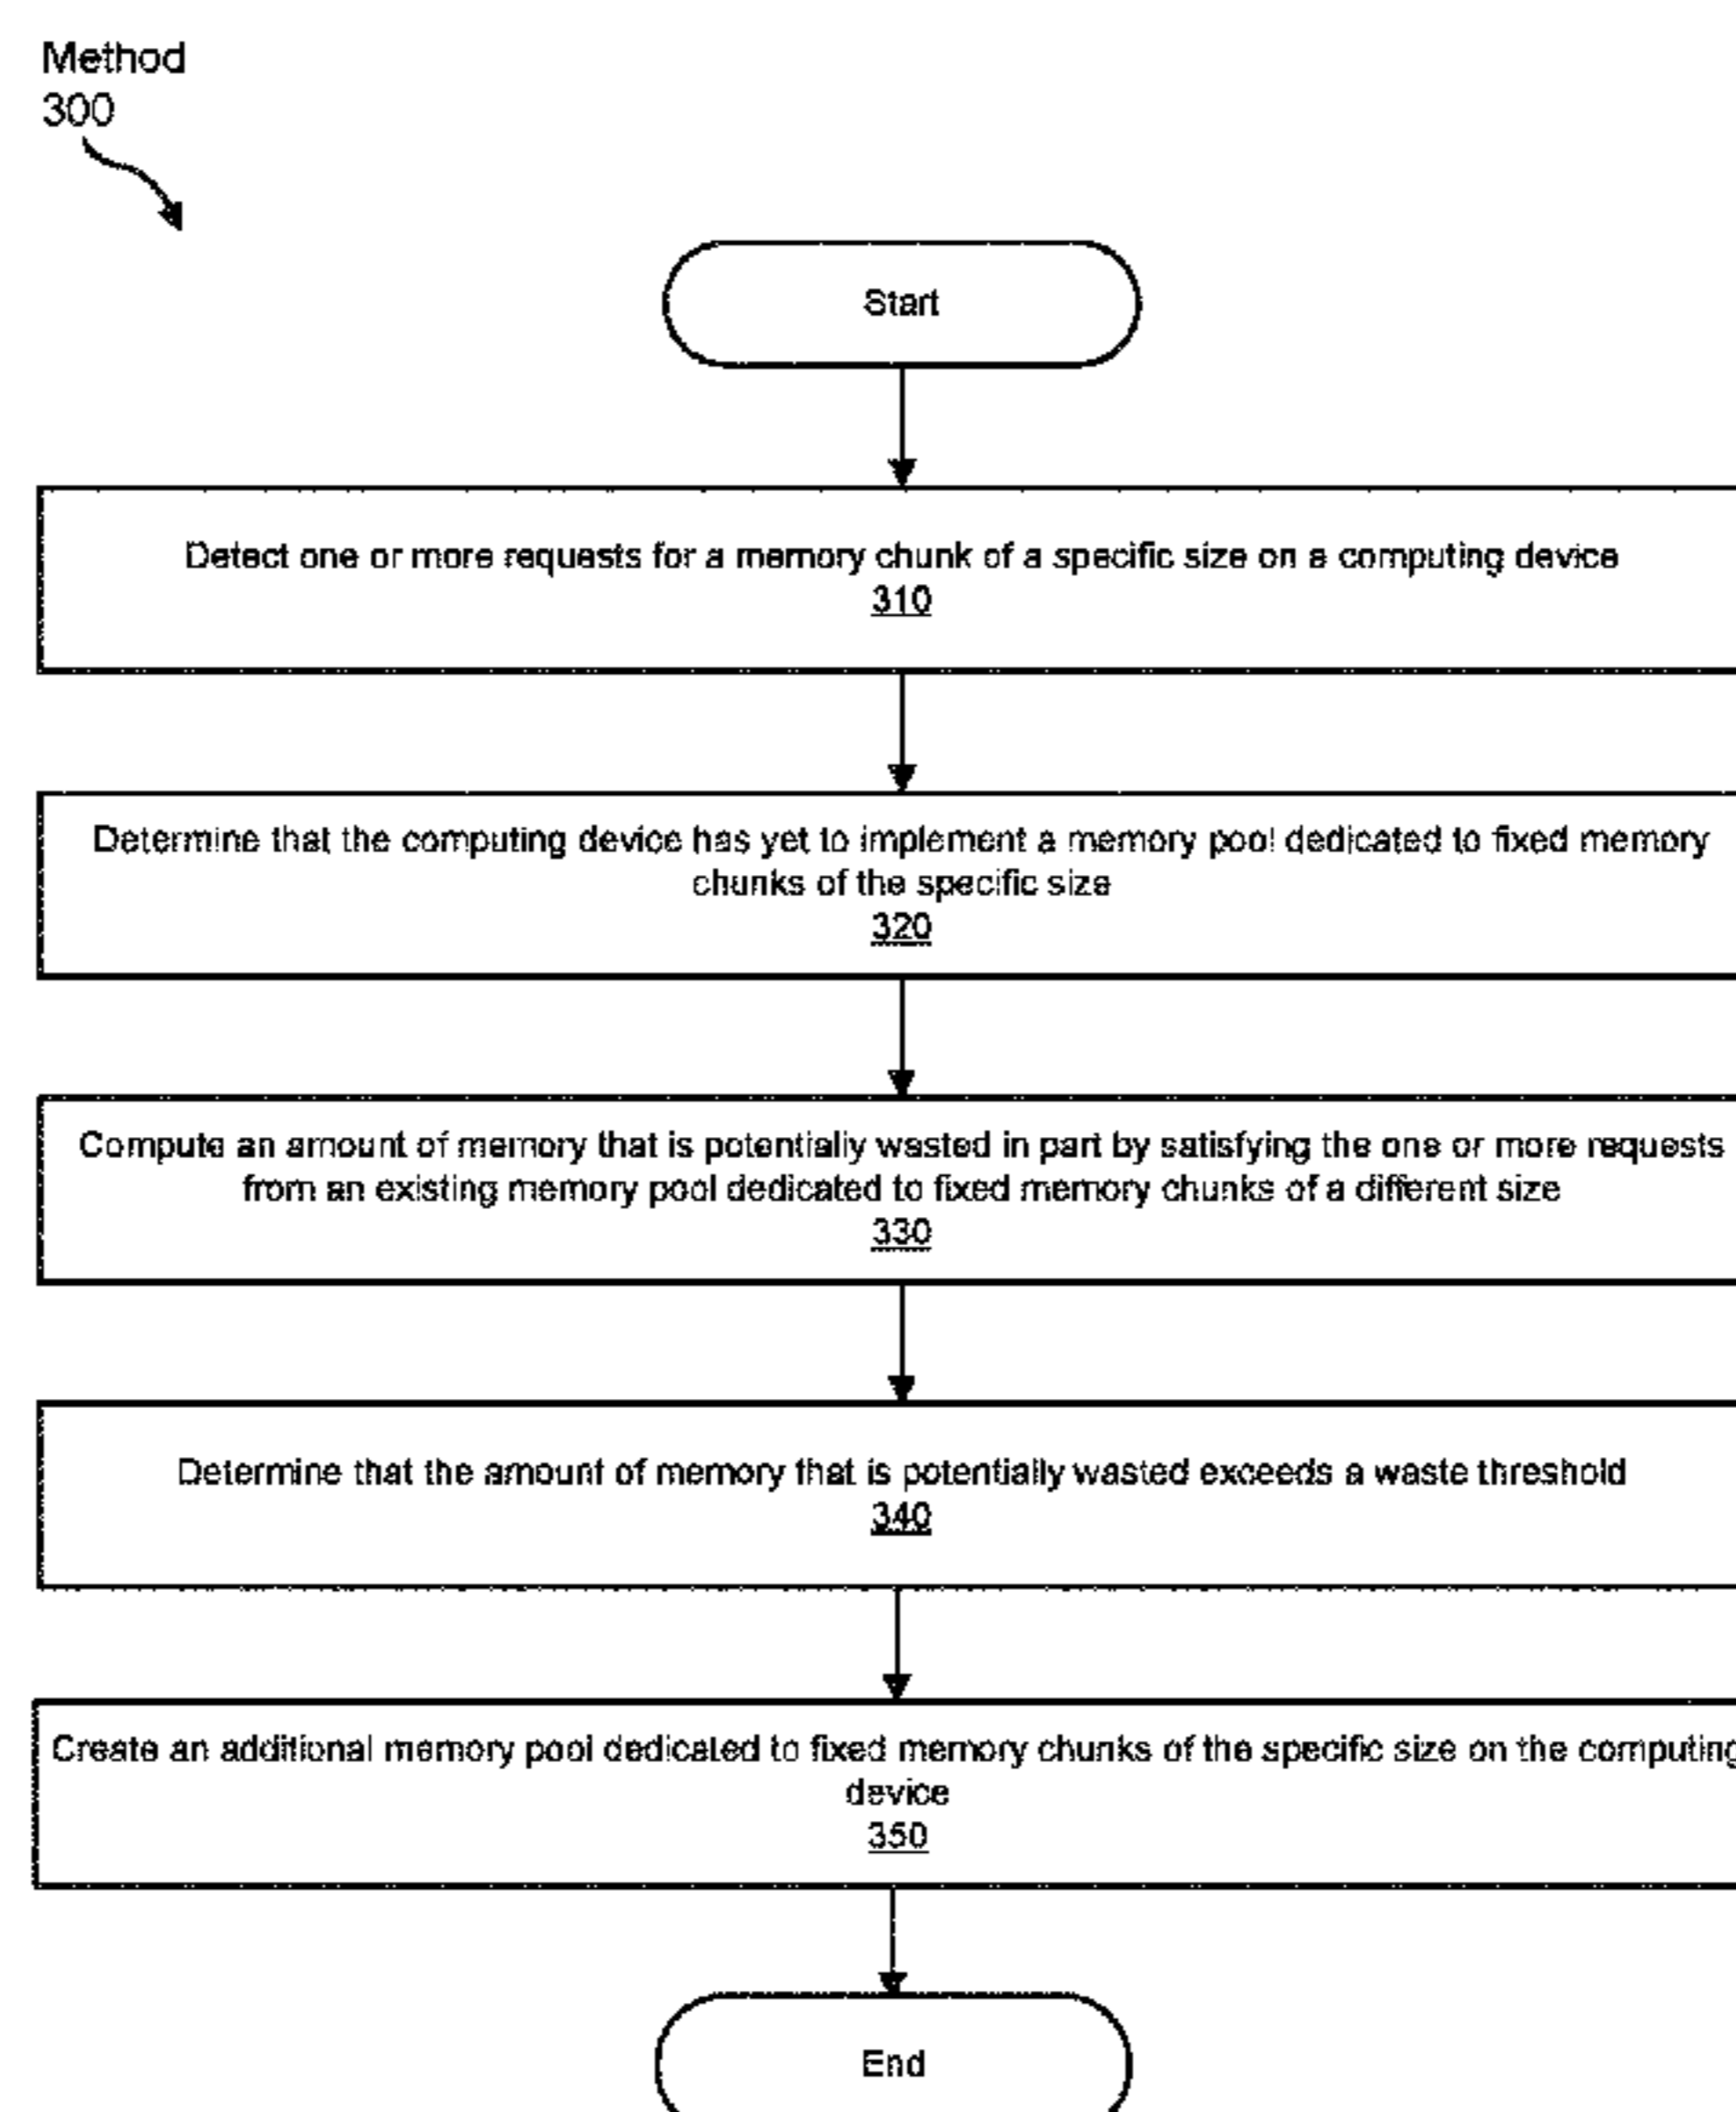 Method
300
Start
Detect one or more requests for a memory chunk of a specific size on a computing device
310
Determine that the computing device has yet to implement a memory pool dedicated to fixed memory
chunks of the specific size
320
Compute an amount of memory that is potentially wasted in part by satisfying the one or more requests
from an existing memory pool dedicated to fixed memory chunks of a different size
330
Determine that the amount of memory that is potentially wasted exceeds a waste threshold
340
Create an additional memory pool dedicated to fixed memory chunks of the specific size on the computing
device
350
End